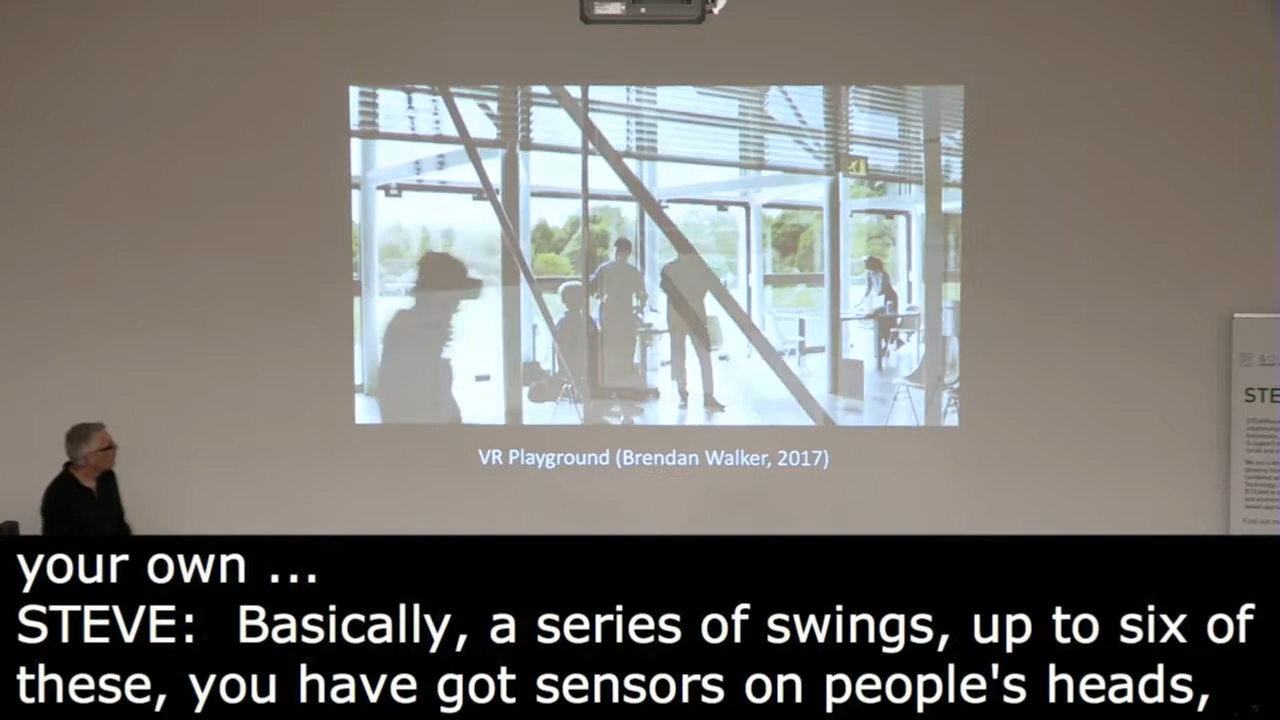 VR Playground (Brendan Walker, 2017)
STE
your own ...
STEVE:  Basically, a series of swings, up to six of
these, you have got sensors on people's heads,